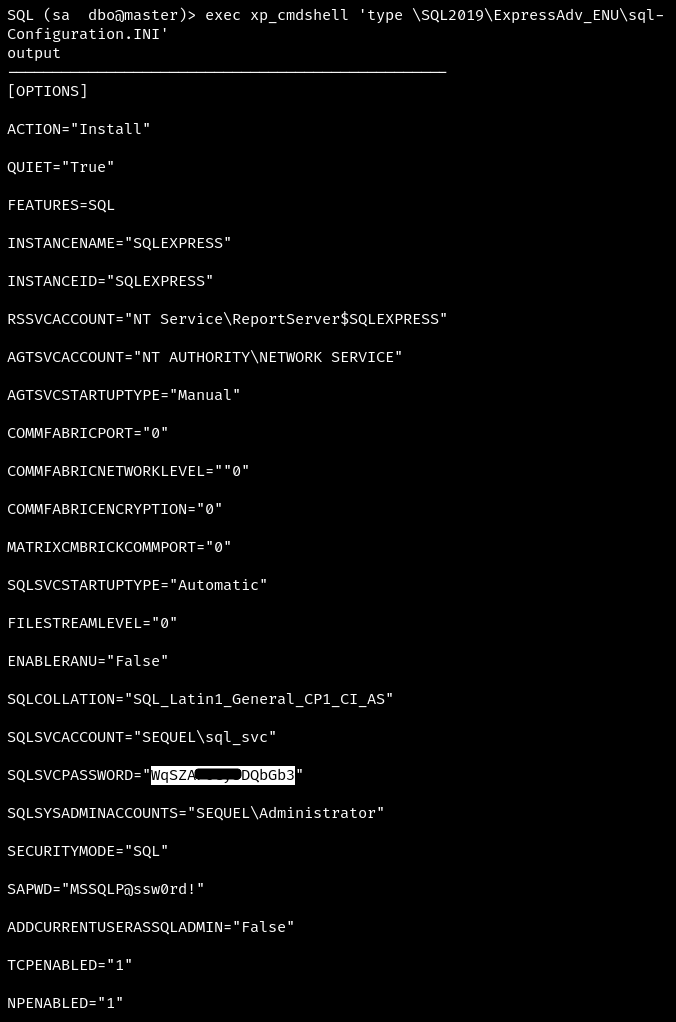 SQL (sa  dbo@master)> exec xp_cmdshell 'type \SQL2019\ExpressAdv_ENU\sql-
Configuration.INI'
output
[OPTIONS]
ACTION="Install"
QUIET="True"
FEATURES=SQL
INSTANCENAME="SQLEXPRESS"
INSTANCEID="SQLEXPRESS"
RSSVCACCOUNT="NT Service\ReportServer$SQLEXPRESS"
AGTSVCACCOUNT="NT AUTHORITY\NETWORK SERVICE"
AGTSVCSTARTUPTYPE="Manual"
COMMFABRICPORT="0"
COMMFABRICNETWORKLEVEL=""0"
COMMFABRICENCRYPTION="0"
MATRIXCMBRICKCOMMPORT="0"
SQLSVCSTARTUPTYPE="Automatic"
FILESTREAMLEVEL="0"
ENABLERANU="False"
SQLCOLLATION="SQL_Latin1_General_CP1_CI_AS"
SQLSVCACCOUNT="SEQUEL\sql_svc"
SQLSVCPASSWORD="WqSZA DQbGb3"
SQLSYSADMINACCOUNTS="SEQUEL\Administrator"
SECURITYMODE="SQL"
SAPWD="MSSQLP@ssw0rd!"
ADDCURRENTUSERASSQLADMIN="False"
TCPENABLED="1"
NPENABLED="1"